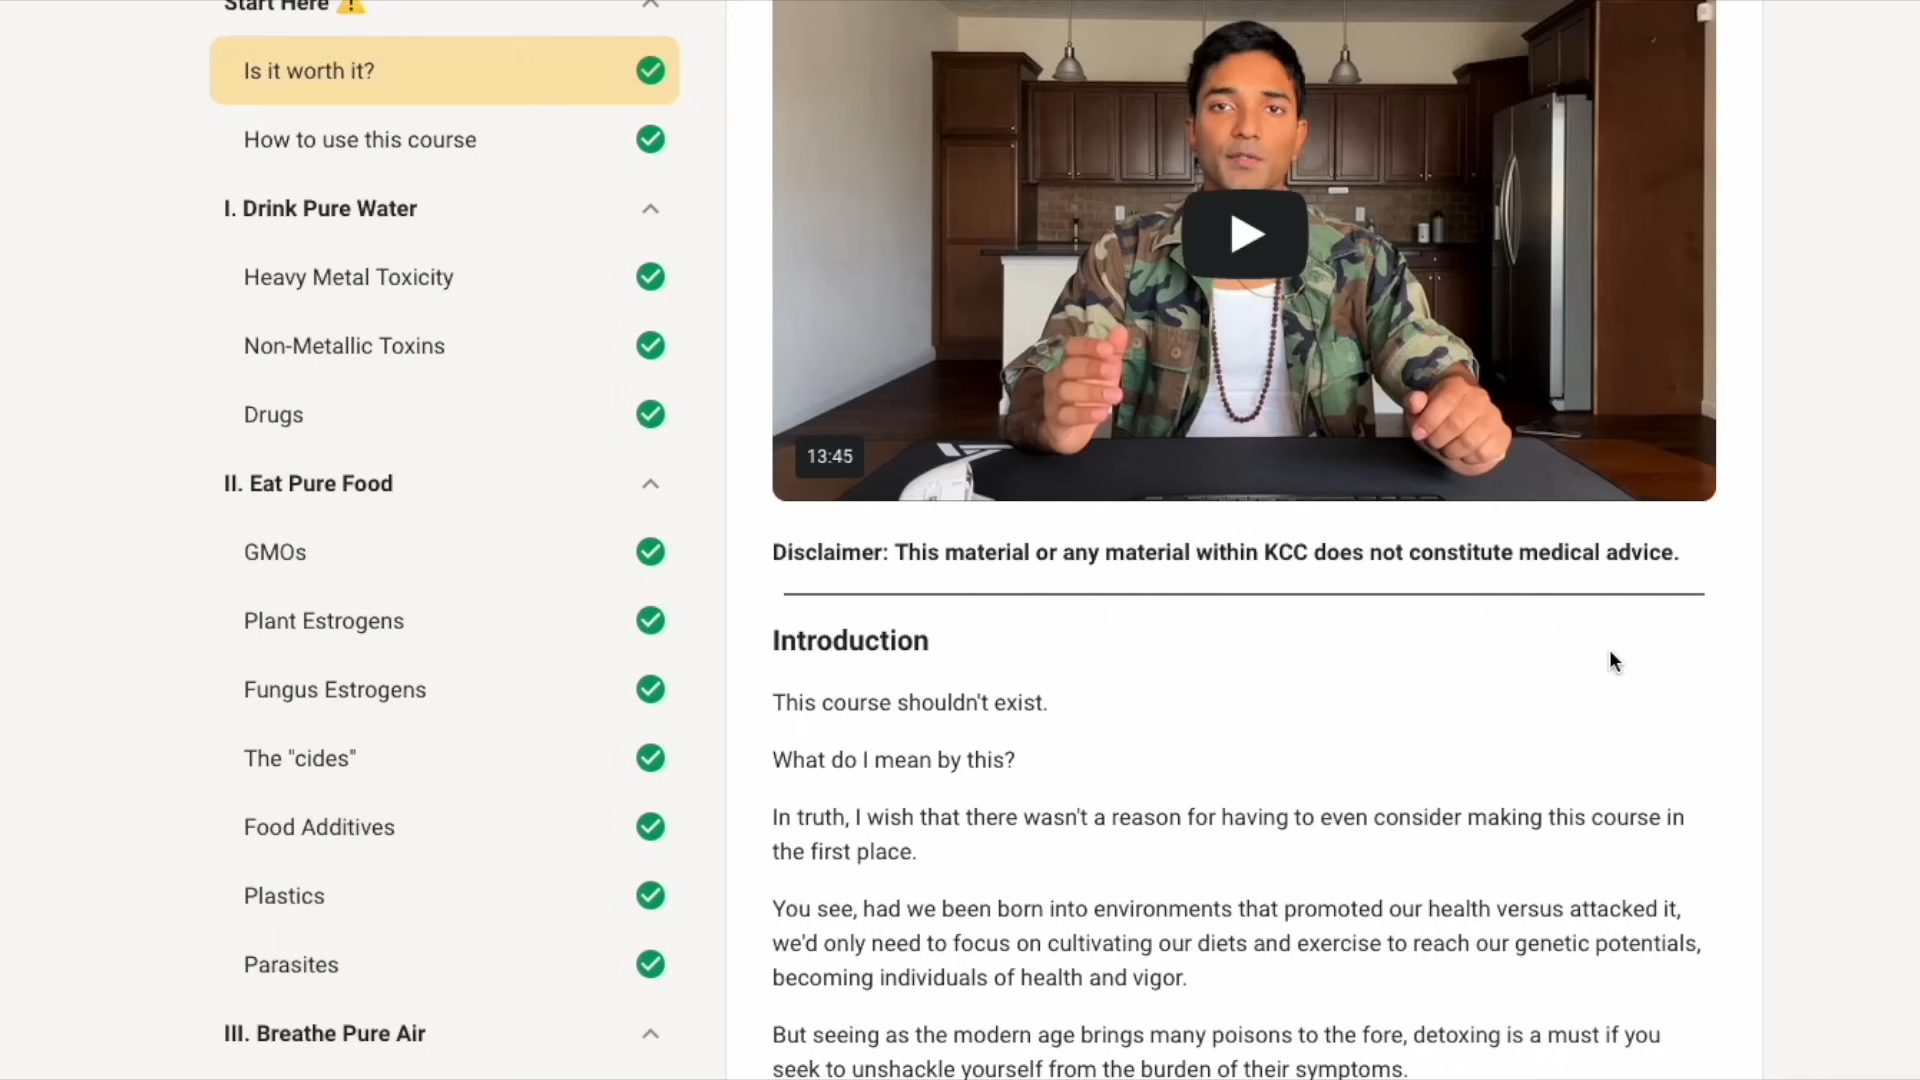 Start Here ⚠️
Is it worth it?
How to use this course
I. Drink Pure Water
Heavy Metal Toxicity
Non-Metallic Toxins
Drugs
II. Eat Pure Food
GMOs
Plant Estrogens
Fungus Estrogens
The "cides"
Food Additives
Plastics
Parasites
III. Breathe Pure Air
13:45
Disclaimer: This material or any material within KCC does not constitute medical advice.
Introduction
This course shouldn't exist.
What do I mean by this?
In truth, I wish that there wasn't a reason for having to even consider making this course in
the first place.
You see, had we been born into environments that promoted our health versus attacked it,
we'd only need to focus on cultivating our diets and exercise to reach our genetic potentials,
becoming individuals of health and vigor.
But seeing as the modern age brings many poisons to the fore, detoxing is a must if you
seek to unshackle yourself from the burden of their symptoms.